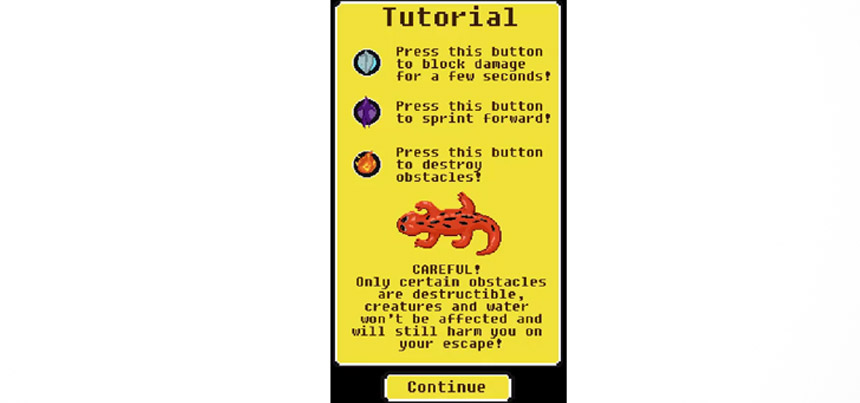 Tutorial
Press this button
to block damage
for a few seconds!
Press this button
to sprint forward!
Press this button
to destroy
obstacles!
CAREFUL!
Only certain obstacles
are destructible,
creatures and water
won't be affected and
will still harm you on
your escape!
Continue